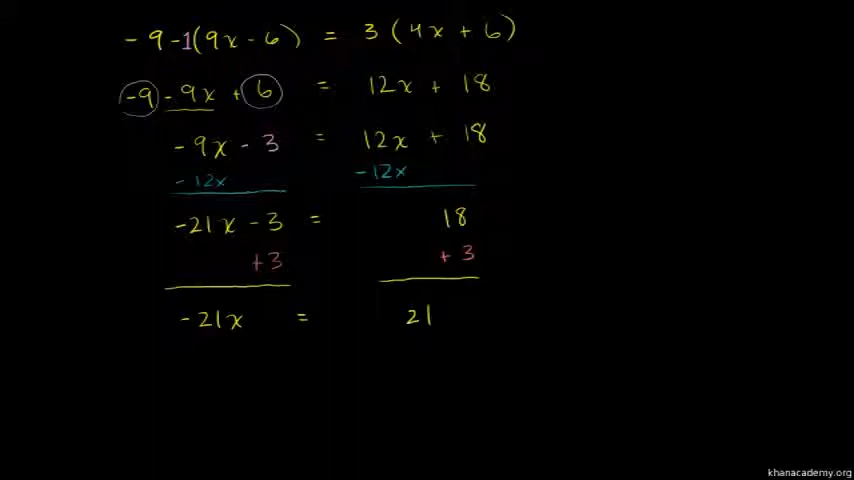 -9-1(9x-6) = 3(4x+6)
-9-9x+6 = 12x+18
-9x-3 = 12x+18
-12x -12x
-21x-3 = 18
+3 +3
-21x = 21
khanacademy.org